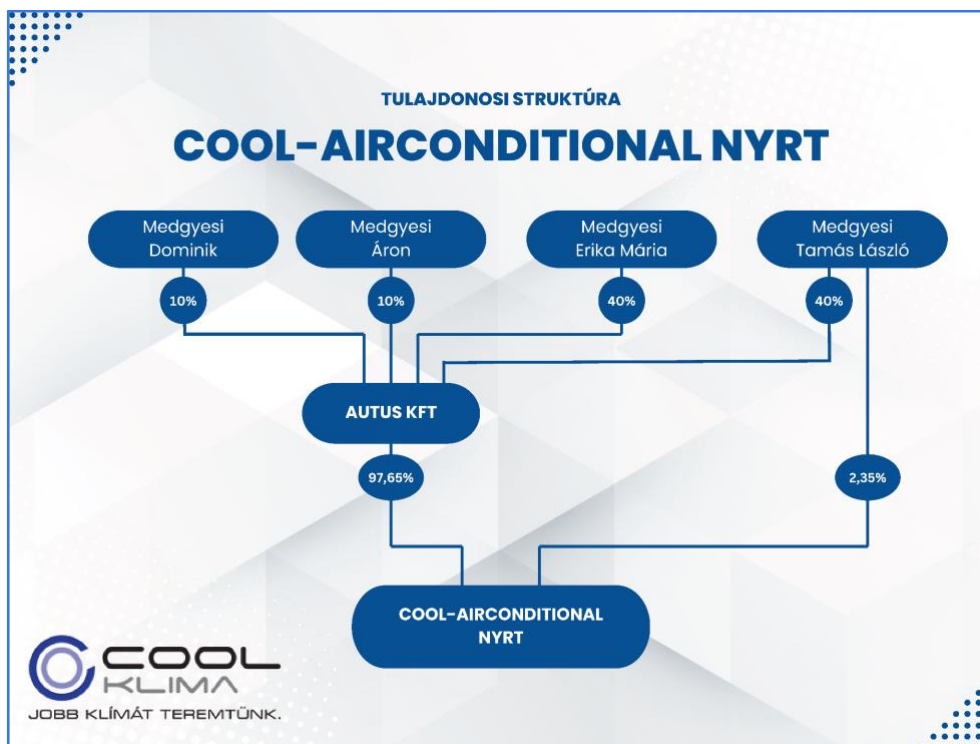 TULAJDONOSI STRUKTÚRA
COOL-AIRCONDITIONAL NYRT
Medgyesi
Dominik
Medgyesi
Áron
Medgyesi
Erika Mária
Medgyesi
Tamás László
10%
10%
40%
40%
AUTUS KFT
97,65%
2,35%
COOL-AIRCONDITIONAL
NYRT
COOL
KLIMA
JOBB KLÍMÁT TEREMTÜNK.